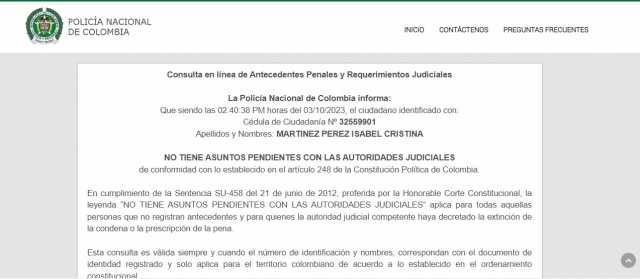 POLICÍA NACIONAL
DE COLOMBIA
INICIO CONTÁCTENOS PREGUNTAS FRECUENTES
Consulta en línea de Antecedentes Penales y Requerimientos Judiciales
La Policía Nacional de Colombia informa:
Que siendo las 02:40:38 PM horas del 03/10/2023, el ciudadano identificado con:
Cédula de Ciudadanía Nº 32559901
Apellidos y Nombres: MARTINEZ PEREZ ISABEL CRISTINA
NO TIENE ASUNTOS PENDIENTES CON LAS AUTORIDADES JUDICIALES
de conformidad con lo establecido en el artículo 248 de la Constitución Política de Colombia.
En cumplimiento de la Sentencia SU-458 del 21 de junio de 2012, proferida por la Honorable Corte Constitucional, la
leyenda "NO TIENE ASUNTOS PENDIENTES CON LAS AUTORIDADES JUDICIALES" aplica para todas aquellas
personas que no registran antecedentes y para quienes la autoridad judicial competente haya decretado la extinción de
la condena o la prescripción de la pena.
Esta consulta es válida siempre y cuando el número de identificación y nombres, correspondan con el documento de
identidad registrado y solo aplica para el territorio colombiano de acuerdo a lo establecido en el ordenamiento
constitucional.